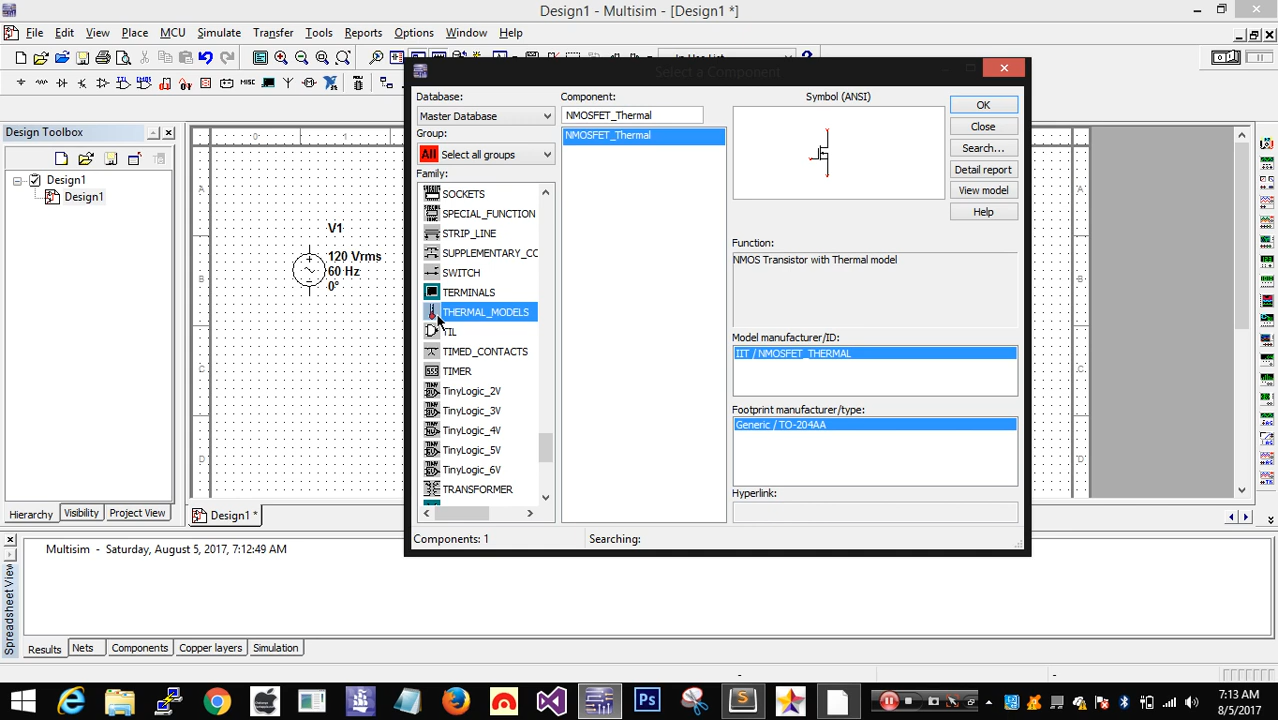 Design1 - Multisim - [Design1 *]
File Edit View Place MCU Simulate Transfer Tools Reports Options Window Help
In Use List
Select a Component
Design Toolbox
Design1
Design1
V1
120 Vrms
60 Hz
0°
Database:
Master Database
Group:
All Select all groups
Family:
SOCKETS
SPECIAL_FUNCTION
STRIP_LINE
SUPPLEMENTARY_CC
SWITCH
TERMINALS
THERMAL_MODELS
TIL
TIMED_CONTACTS
TIMER
TinyLogic_2V
TinyLogic_3V
TinyLogic_4V
TinyLogic_5V
TinyLogic_6V
TRANSFORMER
Component:
NMOSFET_Thermal
NMOSFET_Thermal
Symbol (ANSI)
OK
Close
Search...
Detail report
View model
Help
Function:
NMOS Transistor with Thermal model
Model manufacturer/ID:
IIT / NMOSFET_THERMAL
Footprint manufacturer/type:
Generic / TO-204AA
Hyperlink:
Components: 1 Searching:
Hierarchy Visibility Project View
Design1 *
Multisim - Saturday, August 5, 2017, 7:12:49 AM
Spreadsheet View
Results Nets Components Copper layers Simulation
7:13 AM
8/5/2017